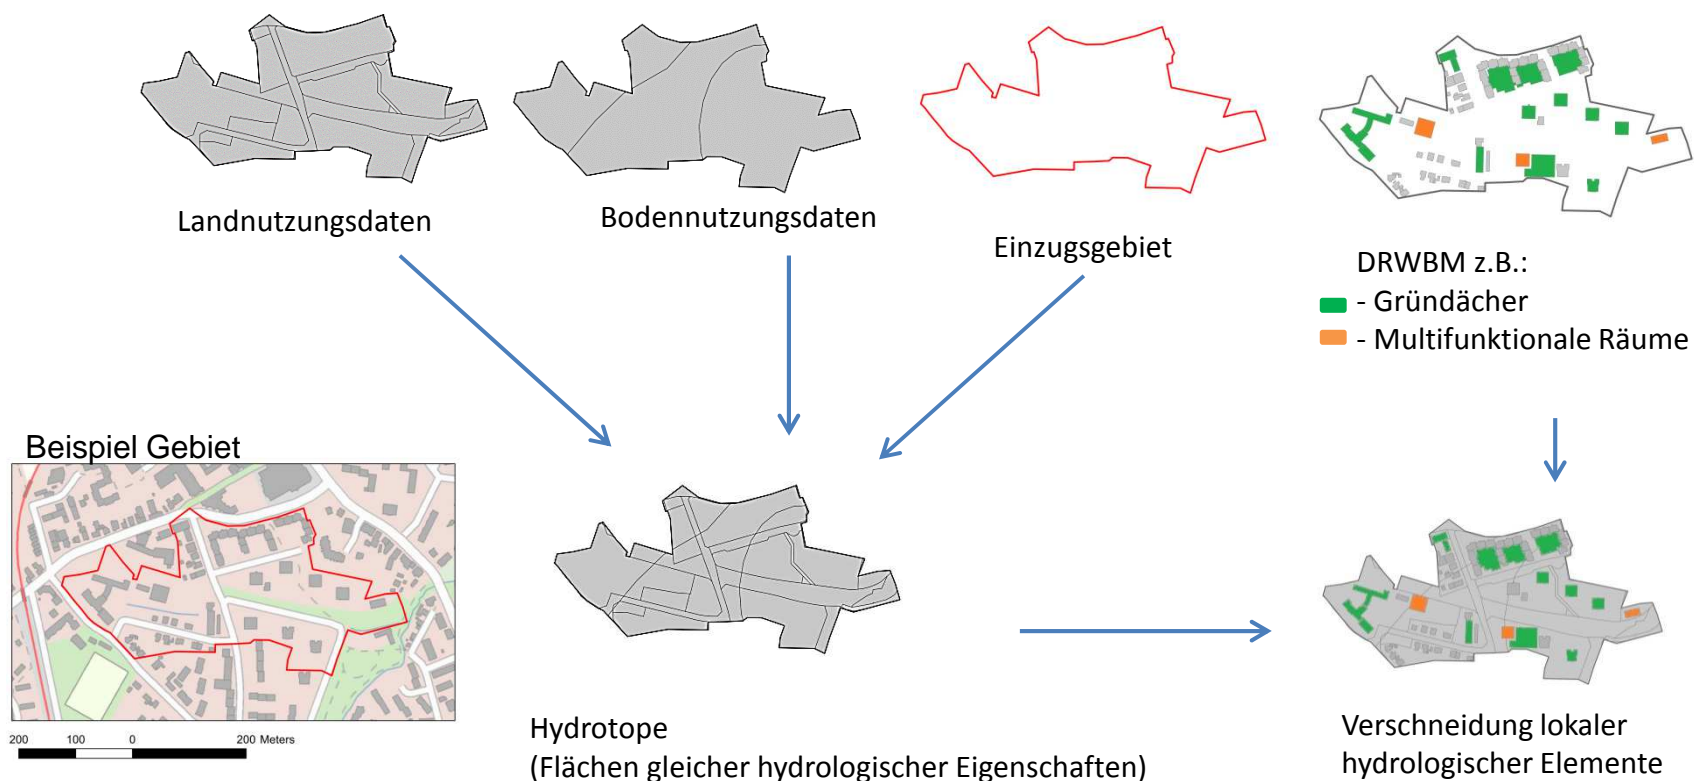 Landnutzungsdaten
Bodennutzungsdaten
Einzugsgebiet
DRWBM z.B.:
- Gründächer
- Multifunktionale Räume
Beispiel Gebiet
200 100 0 200 Meters
Hydrotope
(Flächen gleicher hydrologischer Eigenschaften)
Verschneidung lokaler
hydrologischer Elemente